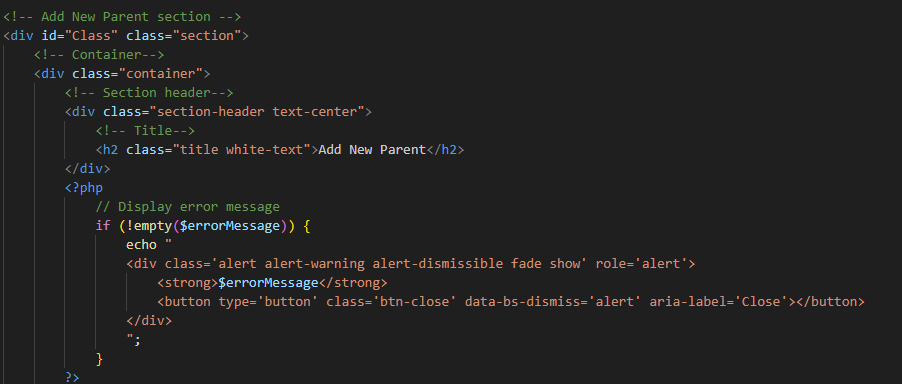 <!-- Add New Parent section -->
<div id="Class" class="section">
<!-- Container-->
<div class="container">
<!-- Section header-->
<div class="section-header text-center">
<!-- Title-->
<h2 class="title white-text">Add New Parent</h2>
</div>
<?php
// Display error message
if (!empty($errorMessage)) {
echo "
<div class='alert alert-warning alert-dismissible fade show' role='alert'>
<strong>$errorMessage</strong>
<button type='button' class='btn-close' data-bs-dismiss='alert' aria-label='Close'></button>
</div>
";
}
?>